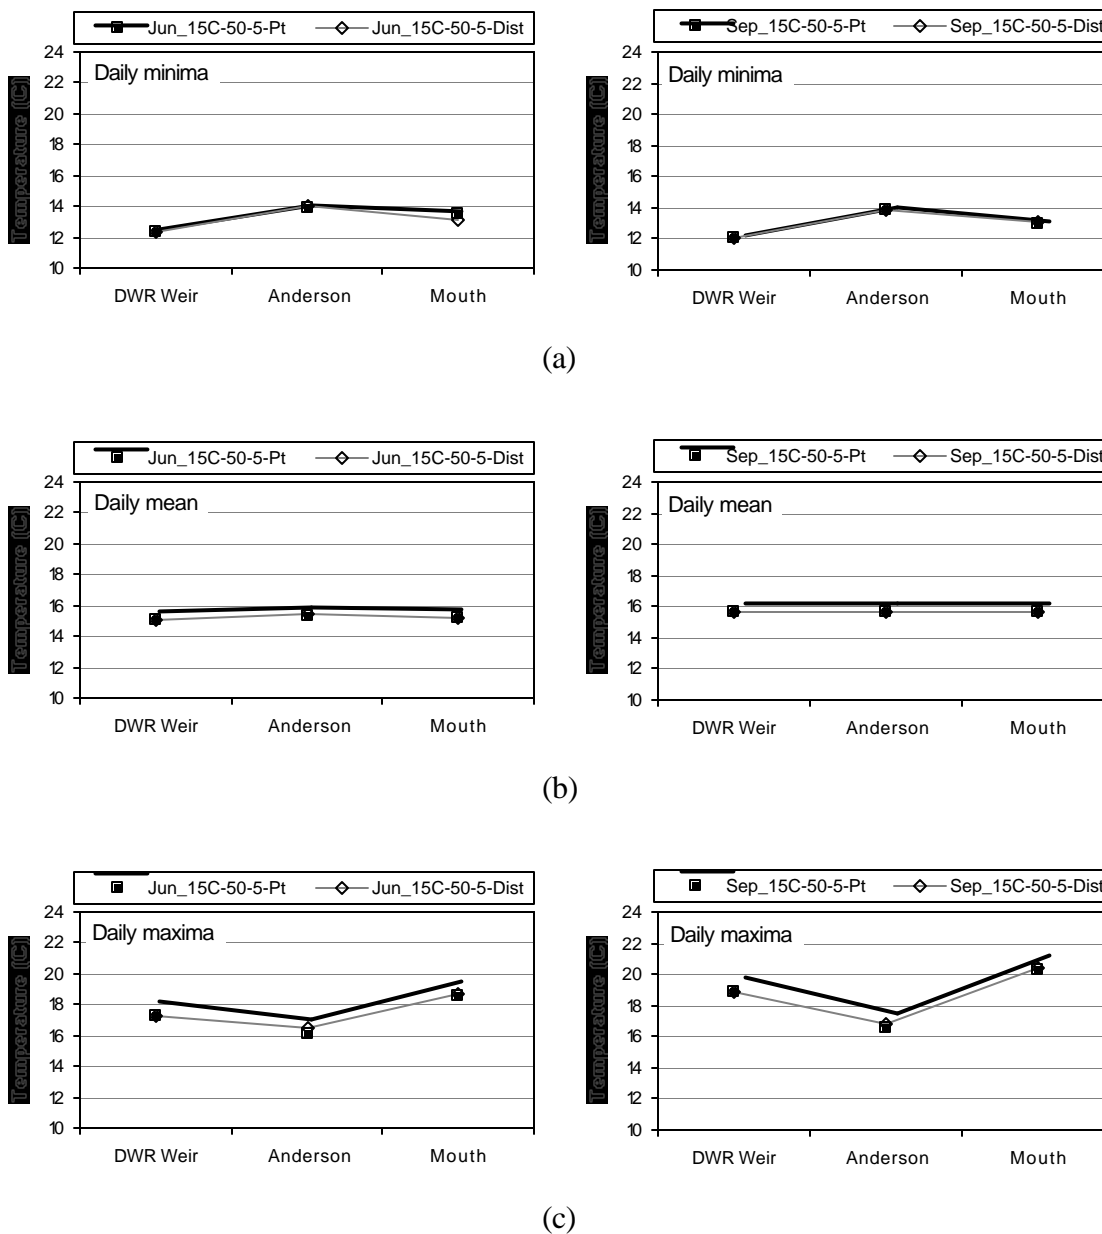 Jun_15C-50-5-Pt Jun_15C-50-5-Dist
Sep_15C-50-5-Pt Sep_15C-50-5-Dist
Daily minima
Temperature (C)
24
22
20
18
16
14
12
10
DWR Weir Anderson Mouth
Daily minima
Temperature (C)
24
22
20
18
16
14
12
10
DWR Weir Anderson Mouth
(a)
Jun_15C-50-5-Pt Jun_15C-50-5-Dist
Sep_15C-50-5-Pt Sep_15C-50-5-Dist
Daily mean
Temperature (C)
24
22
20
18
16
14
12
10
DWR Weir Anderson Mouth
Daily mean
Temperature (C)
24
22
20
18
16
14
12
10
DWR Weir Anderson Mouth
(b)
Jun_15C-50-5-Pt Jun_15C-50-5-Dist
Sep_15C-50-5-Pt Sep_15C-50-5-Dist
Daily maxima
Temperature (C)
24
22
20
18
16
14
12
10
DWR Weir Anderson Mouth
Daily maxima
Temperature (C)
24
22
20
18
16
14
12
10
DWR Weir Anderson Mouth
(c)